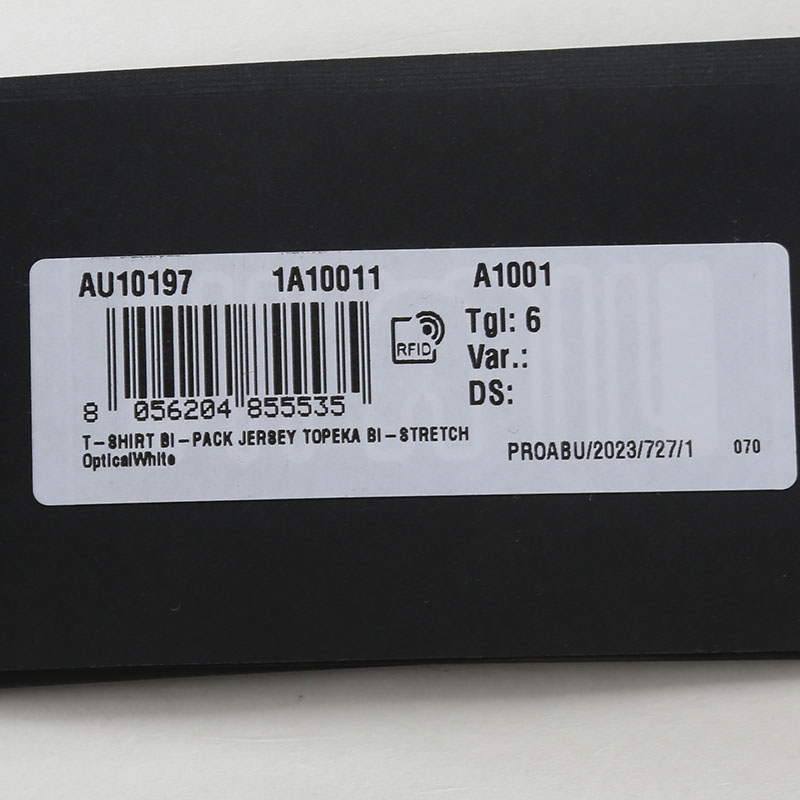 AU10197 1A10011 A1001
RFID
Tgl: 6
Var.:
DS:
8 056204 855535
T-SHIRT BI-PACK JERSEY TOPEKA BI-STRETCH
OpticalWhite
PROABU/2023/727/1 070